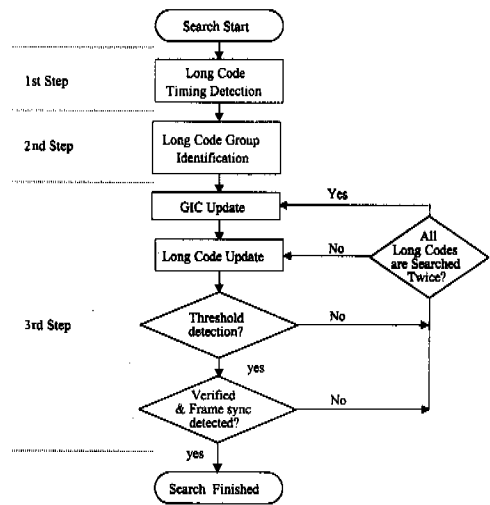 Search Start
1st Step
Long Code
Timing Detection
2nd Step
Long Code Group
Identification
Yes
GIC Update
All
Long Codes
are Searched
Twice?
No
Long Code Update
3rd Step
Threshold
detection?
No
yes
Verified
& Frame sync
detected?
No
yes
Search Finished